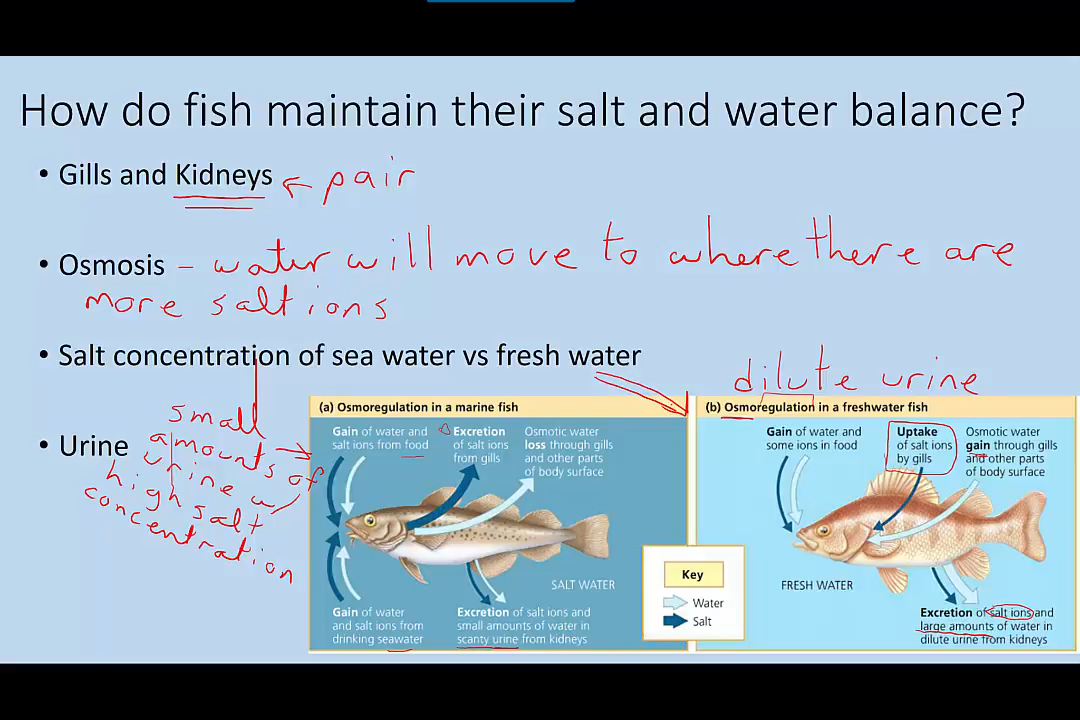 How do fish maintain their salt and water balance?
• Gills and Kidneys ← pair
• Osmosis – water will move to where there are
more salt ions
• Salt concentration of sea water vs fresh water
• Urine
small
amounts of
urine w
high salt
concentration
dilute urine
(a) Osmoregulation in a marine fish
Gain of water and
salt ions from food
Excretion
of salt ions
from gills
Osmotic water
loss through gills
and other parts
of body surface
SALT WATER
Gain of water
and salt ions from
drinking seawater
Excretion of salt ions and
small amounts of water in
scanty urine from kidneys
Key
Water
Salt
(b) Osmoregulation in a freshwater fish
Gain of water and
some ions in food
Uptake
of salt ions
by gills
Osmotic water
gain through gills
and other parts
of body surface
FRESH WATER
Excretion of salt ions and
large amounts of water in
dilute urine from kidneys